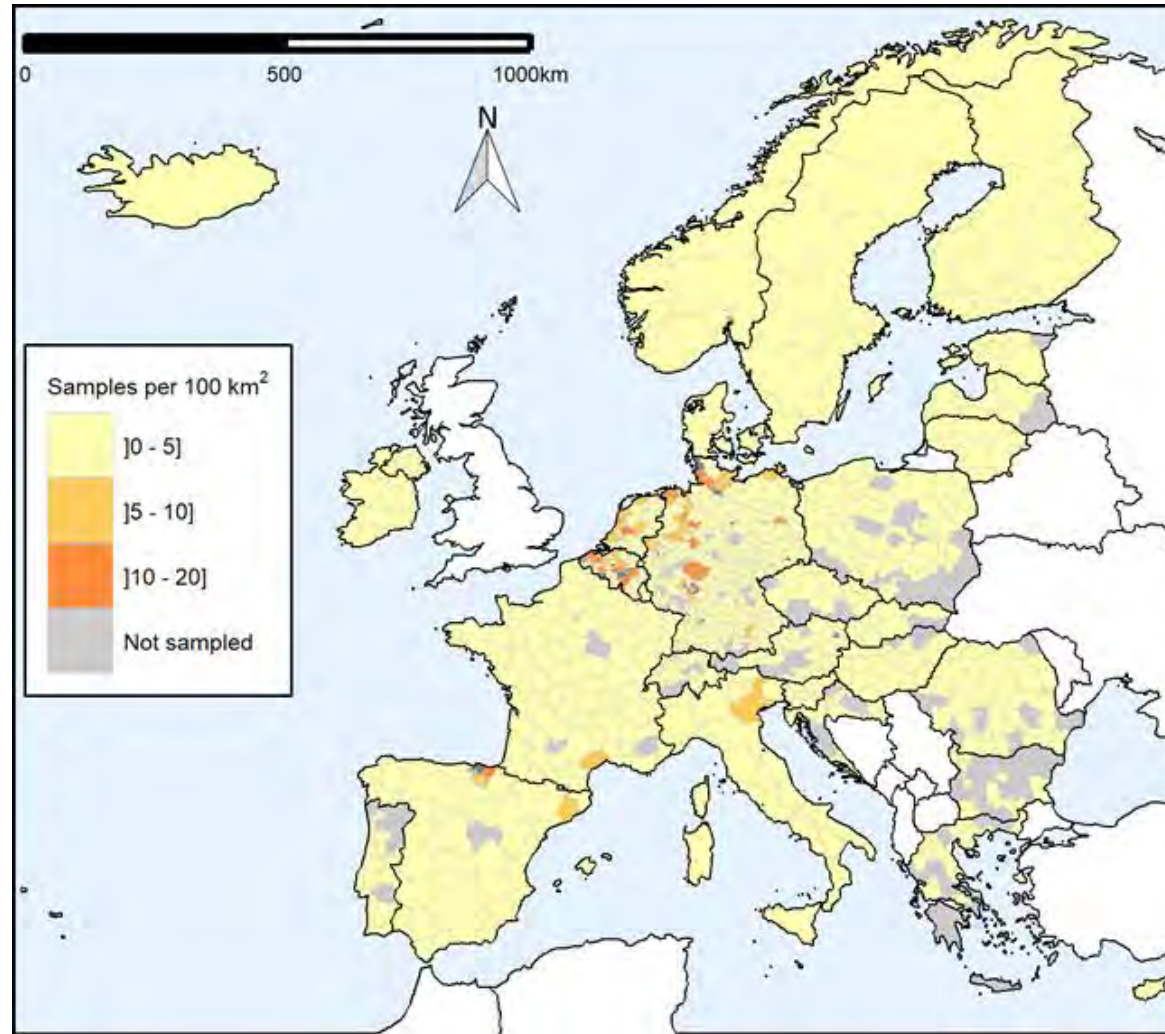 0 500 1000km
N
Samples per 100 km²
]0 - 5]
]5 - 10]
]10 - 20]
Not sampled